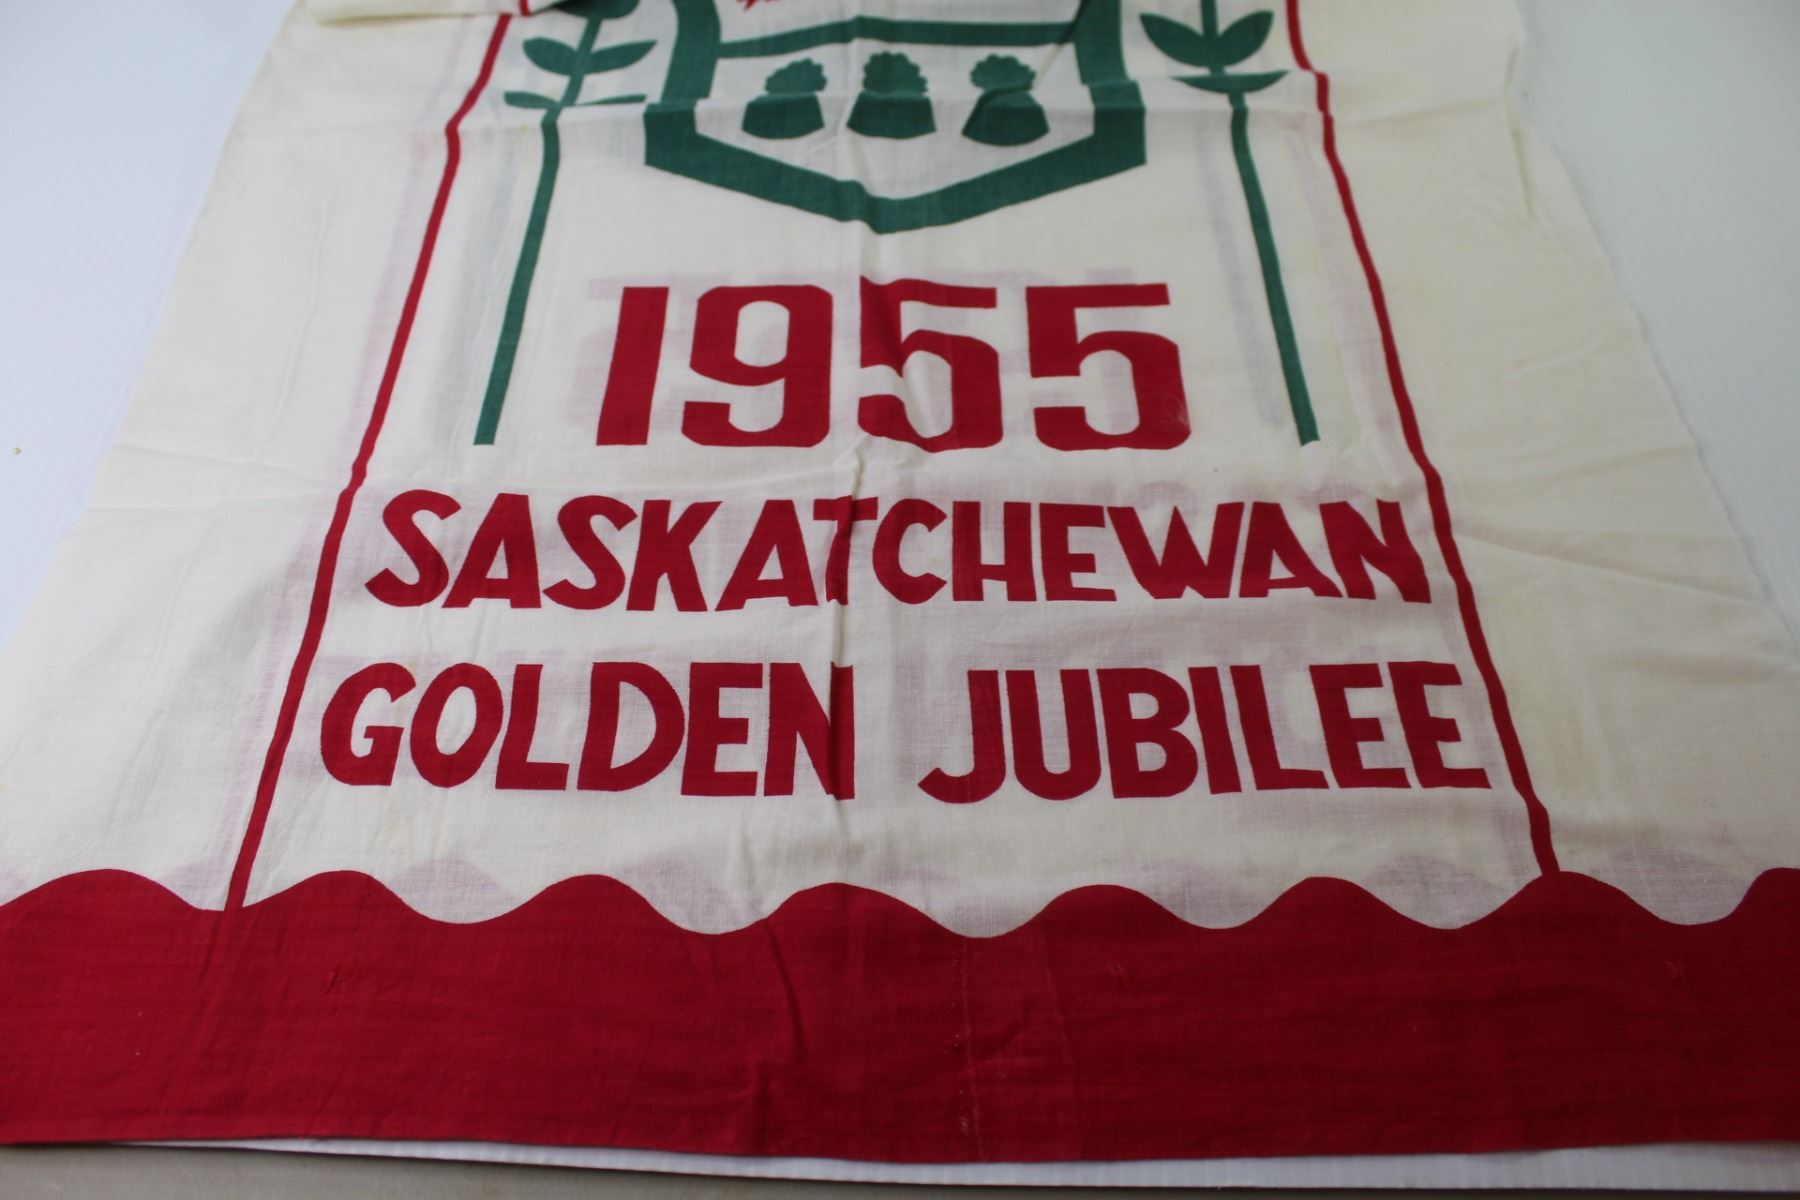 1955
SASKATCHEWAN
GOLDEN JUBILEE